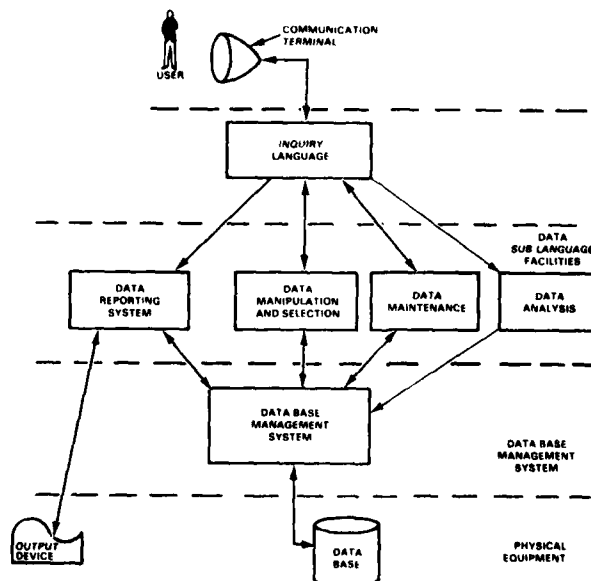 COMMUNICATION
TERMINAL
USER
INQUIRY
LANGUAGE
DATA
SUB LANGUAGE
FACILITIES
DATA
REPORTING
SYSTEM
DATA
MANIPULATION
AND SELECTION
DATA
MAINTENANCE
DATA
ANALYSIS
DATA BASE
MANAGEMENT
SYSTEM
DATA BASE
MANAGEMENT
SYSTEM
OUTPUT
DEVICE
DATA
BASE
PHYSICAL
EQUIPMENT